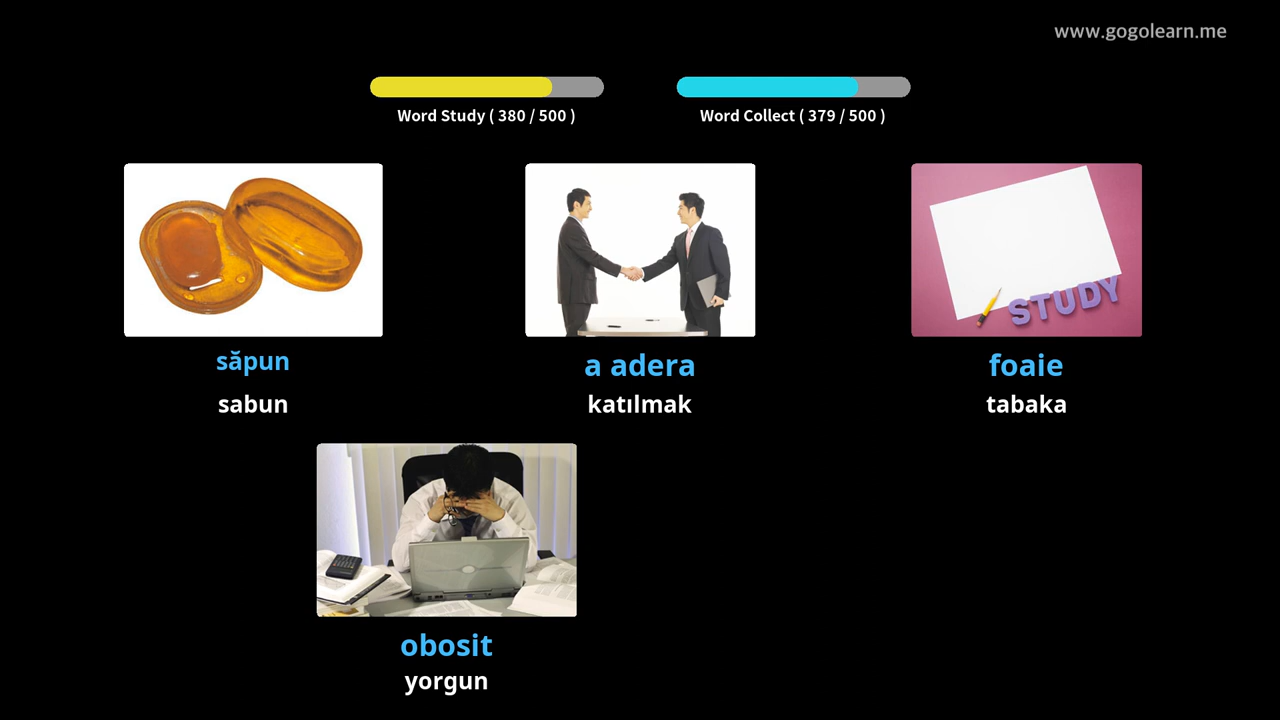 www.gogolearn.me
Word Study ( 380 / 500 )
Word Collect ( 379 / 500 )
STUDY
săpun
sabun
a adera
katılmak
foaie
tabaka
obosit
yorgun